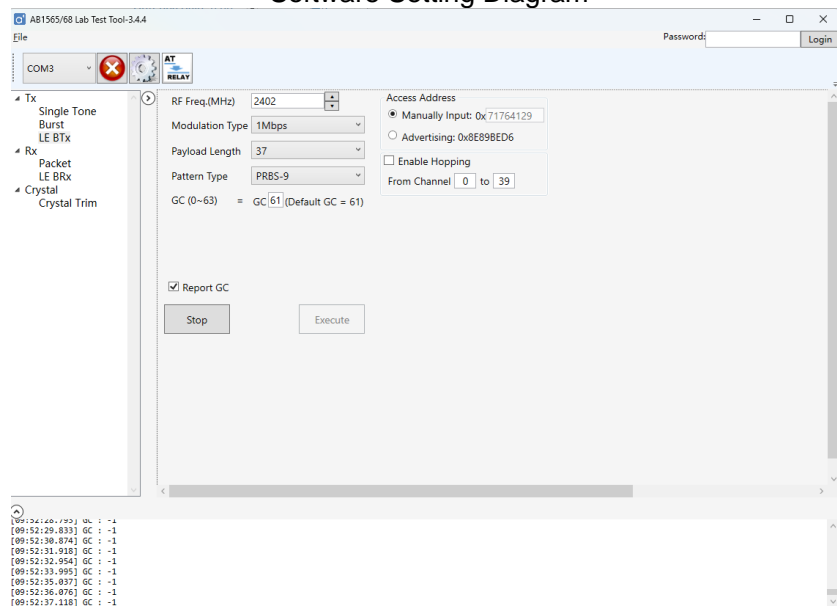 Software Setting Diagram
AB1565/68 Lab Test Tool-3.4.4
File
Password:
Login
COM3
AT
RELAY
Tx
Single Tone
Burst
LE BTx
Rx
Packet
LE BRx
Crystal
Crystal Trim
RF Freq.(MHz) 2402
Modulation Type 1Mbps
Payload Length 37
Pattern Type PRBS-9
GC (0~63) = GC 61 (Default GC = 61)
Access Address
Manually Input: 0x 71764129
Advertising: 0x8E89BED6
Enable Hopping
From Channel 0 to 39
Report GC
Stop
Execute
[09:52:28.793] GC : -1
[09:52:29.833] GC : -1
[09:52:30.874] GC : -1
[09:52:31.918] GC : -1
[09:52:32.954] GC : -1
[09:52:33.995] GC : -1
[09:52:35.037] GC : -1
[09:52:36.076] GC : -1
[09:52:37.118] GC : -1